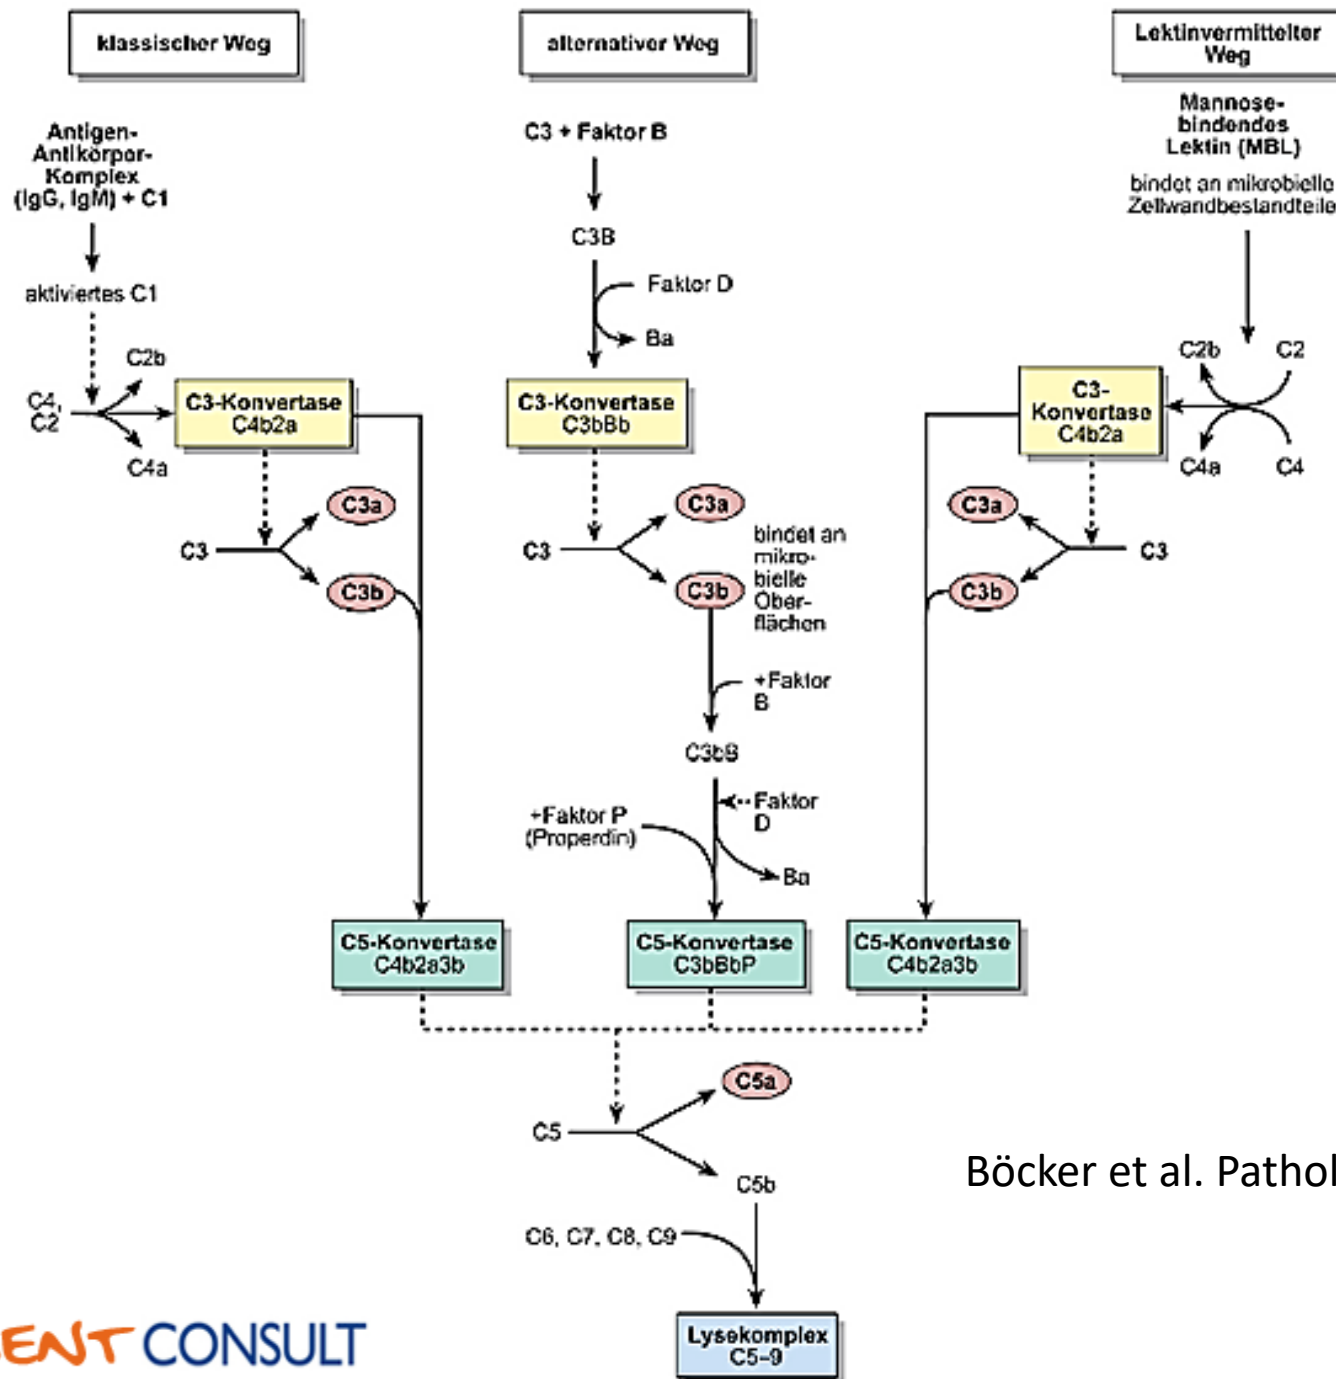 klassischer Weg
alternativer Weg
Lektinvermittelter
Weg
Antigen-
Antikörper-
Komplex
(IgG, IgM) + C1
aktiviertes C1
C4,
C2
C2b
C4a
C3-Konvertase
C4b2a
C3
C3a
C3b
C3 + Faktor B
C3B
Faktor D
Ba
C3-Konvertase
C3bBb
C3
C3a
C3b
bindet an
mikro-
bielle
Ober-
flächen
+Faktor
B
C3bB
Faktor
D
+Faktor P
(Properdin)
Ba
Mannose-
bindendes
Lektin (MBL)
bindet an mikrobielle
Zellwandbestandteile
C2b
C2
C4a
C4
C3-
Konvertase
C4b2a
C3a
C3
C3b
C5-Konvertase
C4b2a3b
C5-Konvertase
C3bBbP
C5-Konvertase
C4b2a3b
C5a
C5
C5b
C6, C7, C8, C9
Lysekomplex
C5–9
Böcker et al. Pathol
ENT CONSULT